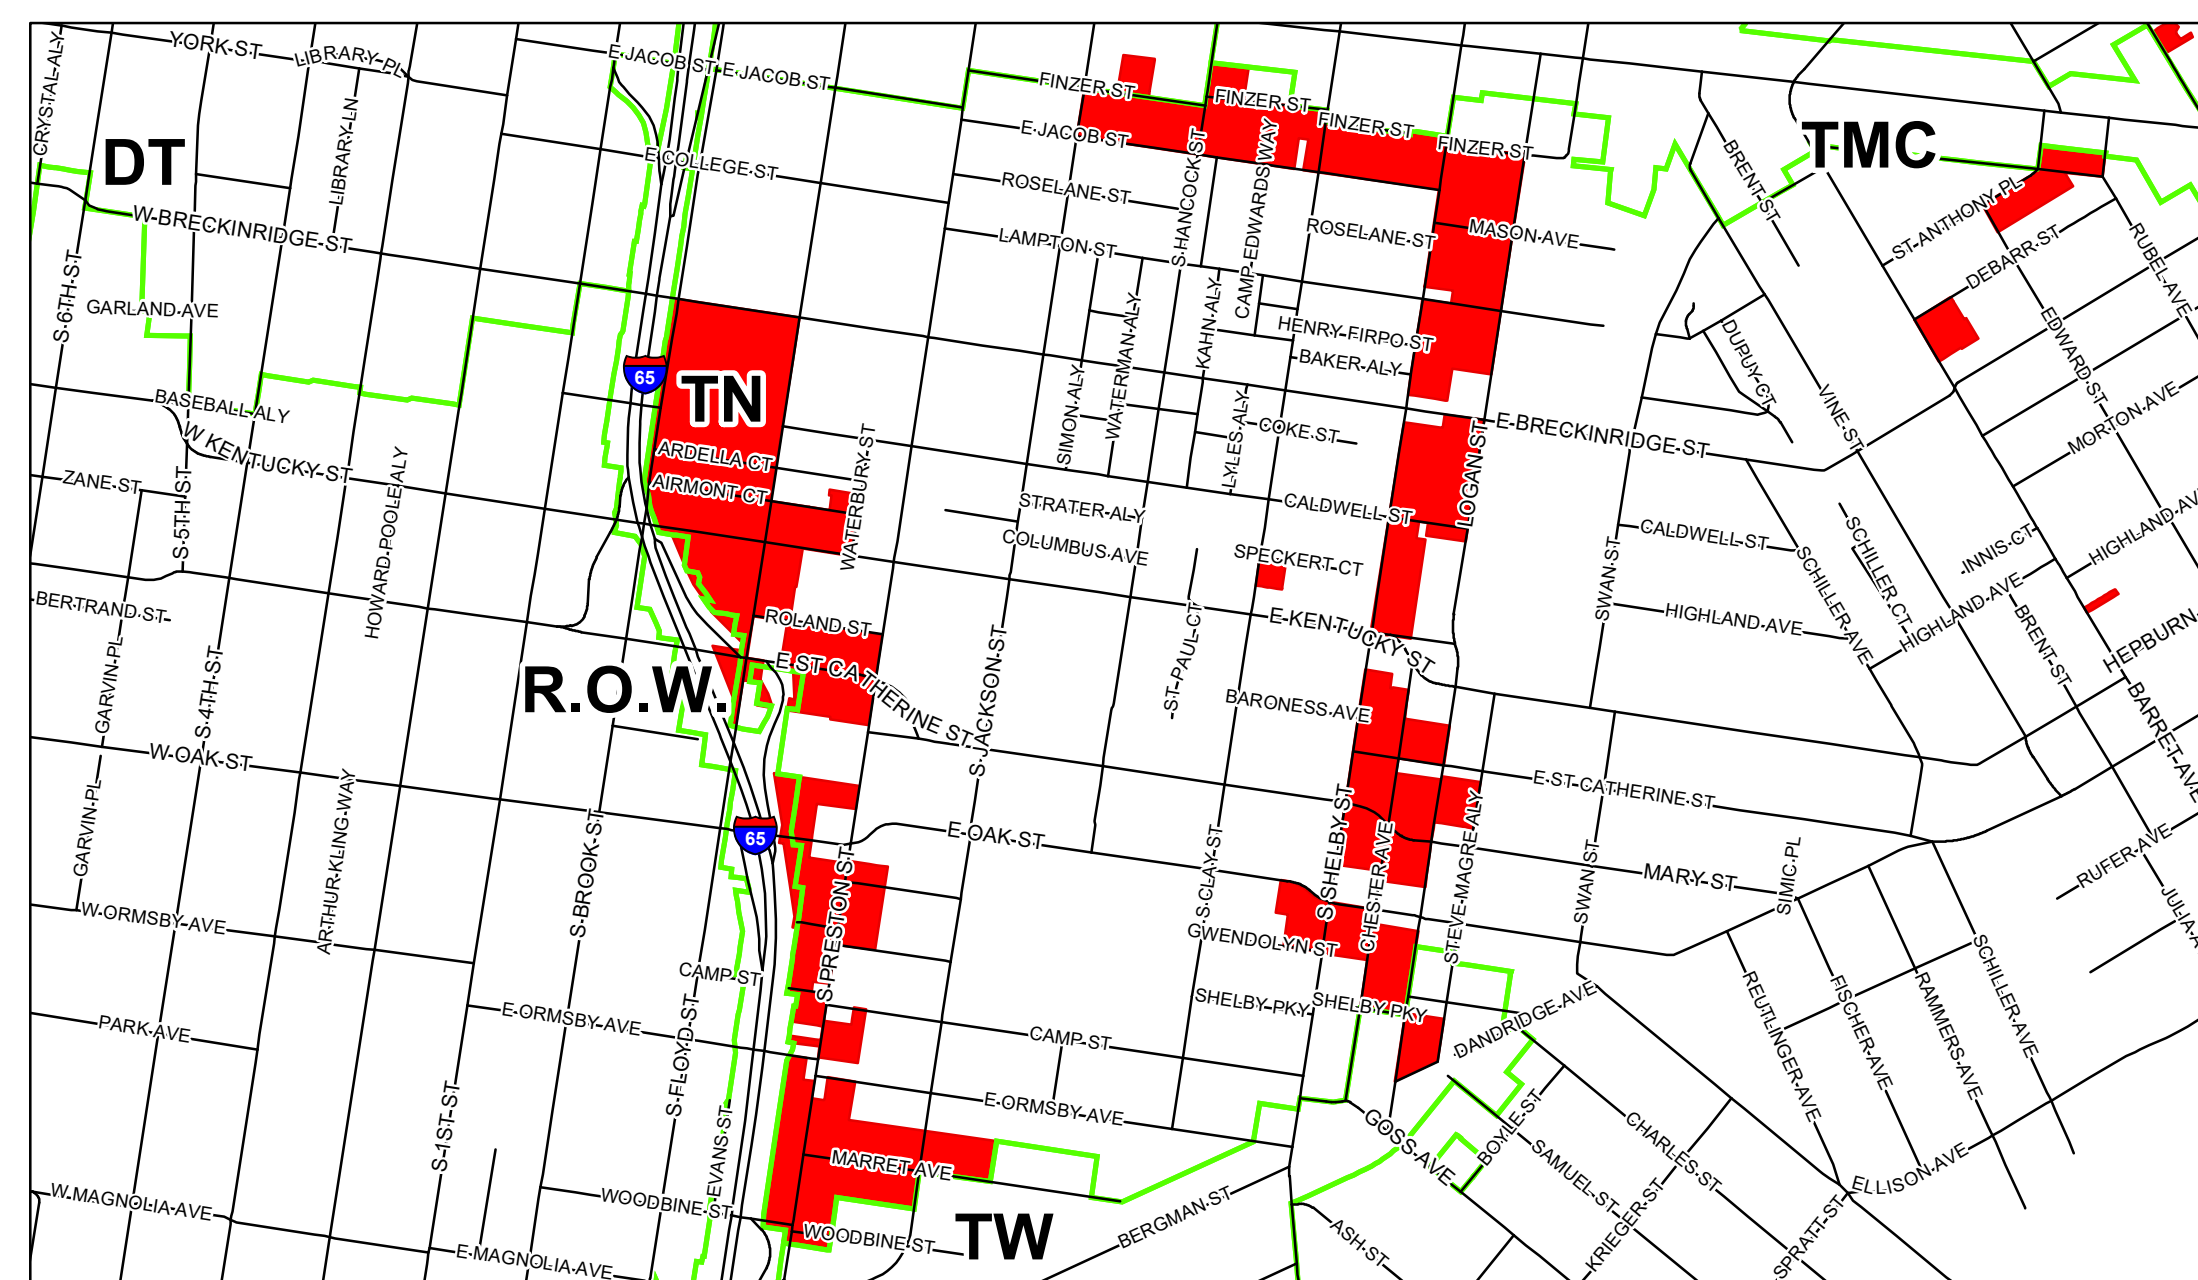 YORK ST
LIBRARY PL
E JACOB ST
E JACOB ST
FINZER ST
FINZER ST
FINZER ST
FINZER ST
CRYSTAL ALY
LIBRARY LN
DT
E COLLEGE ST
E JACOB ST
S HANCOCK ST
CAMP EDWARDS WAY
TMC
BRENT ST
ROSELANE ST
ST ANTHONY PL
W BRECKINRIDGE ST
LAMPTON ST
ROSELANE ST
MASON AVE
DEBARR ST
RUBEL AVE
S 6TH ST
GARLAND AVE
WATERMAN ALY
KAHN ALY
HENRY FIRPO ST
BAKER ALY
DUPUY CT
EDWARD ST
65
TN
BASEBALL ALY
W KENTUCKY ST
SIMON ALY
LYLES ALY
COKE ST
E BRECKINRIDGE ST
VINE ST
MORTON AVE
ARDELLA CT
AIRMONT CT
WATERBURY ST
LOGAN ST
ZANE ST
S 5TH ST
HOWARD POOLE ALY
STRATER ALY
COLUMBUS AVE
CALDWELL ST
CALDWELL ST
SPECKERT CT
SWAN ST
SCHILLER AVE
SCHILLER CT
INNIS CT
HIGHLAND AVE
BERTRAND ST
ROLAND ST
E KENTUCKY ST
HIGHLAND AVE
HIGHLAND AVE
BRENT ST
HEPBURN
GARVIN PL
S 4TH ST
R.O.W.
E ST CATHERINE ST
S JACKSON ST
ST PAUL CT
BARONESS AVE
BARRET AVE
W OAK ST
E ST CATHERINE ST
GARVIN PL
ARTHUR KLING WAY
S BROOK ST
65
E OAK ST
S CLAY ST
S SHELBY ST
CHESTER AVE
STEVE MAGRE ALY
MARY ST
SWAN ST
SIMIC PL
RUFER AVE
JULIA A
W ORMSBY AVE
S PRESTON ST
GWENDOLYN ST
CAMP ST
SHELBY PKY
SHELBY PKY
DANDRIDGE AVE
REUTLINGER AVE
FISCHER AVE
RAMMERS AVE
SCHILLER AVE
PARK AVE
E ORMSBY AVE
S FLOYD ST
CAMP ST
S 1ST ST
EVANS ST
E ORMSBY AVE
GOSS AVE
BOYLE ST
SAMUEL ST
CHARLES ST
ELLISON AVE
MARRET AVE
W MAGNOLIA AVE
WOODBINE ST
WOODBINE ST
TW
BERGMAN ST
ASH ST
KRIEGER ST
SPRATT ST
E MAGNOLIA AVE